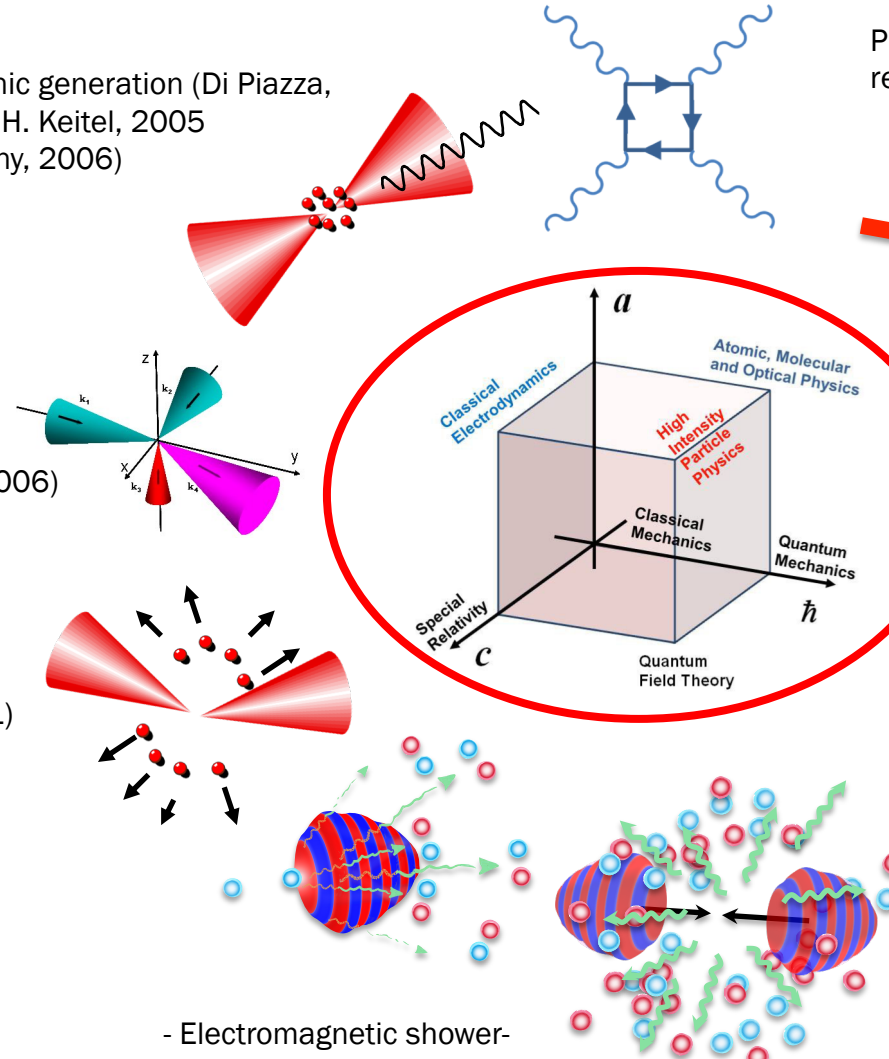 nic generation (Di Piazza,
H. Keitel, 2005
ny, 2006)
P
re
z
k₁
k₂
y
x
k₃
k₄
006)
a
Atomic, Molecular
and Optical Physics
Classical
Electrodynamics
High
Intensity
Particle
Physics
Classical
Mechanics
Quantum
Mechanics
ħ
Special
Relativity
c
Quantum
Field Theory
)
- Electromagnetic shower-